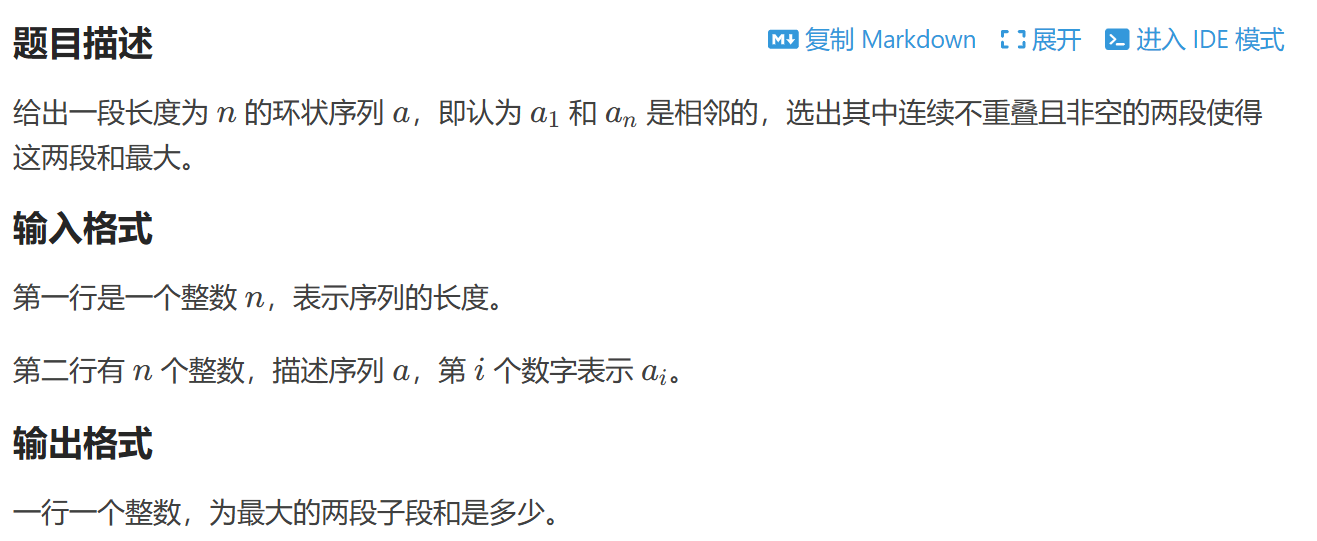 题目描述
复制 Markdown 展开 进入 IDE 模式
给出一段长度为 n 的环状序列 a，即认为 a₁ 和 aₙ 是相邻的，选出其中连续不重叠且非空的两段使得
这两段和最大。
输入格式
第一行是一个整数 n，表示序列的长度。
第二行有 n 个整数，描述序列 a，第 i 个数字表示 aᵢ。
输出格式
一行一个整数，为最大的两段子段和是多少。